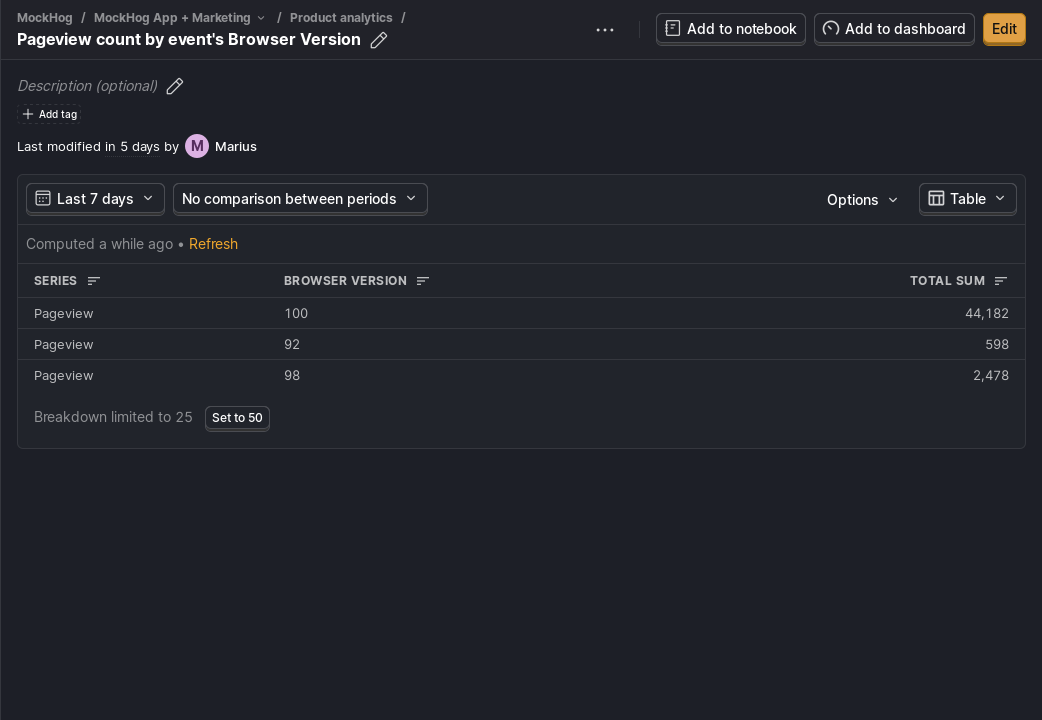 MockHog / MockHog App + Marketing / Product analytics /
Pageview count by event's Browser Version
Add to notebook
Add to dashboard
Edit
Description (optional)
Add tag
Last modified in 5 days by M Marius
Last 7 days
No comparison between periods
Options
Table
Computed a while ago • Refresh
SERIES BROWSER VERSION TOTAL SUM
Pageview 100 44,182
Pageview 92 598
Pageview 98 2,478
Breakdown limited to 25 Set to 50